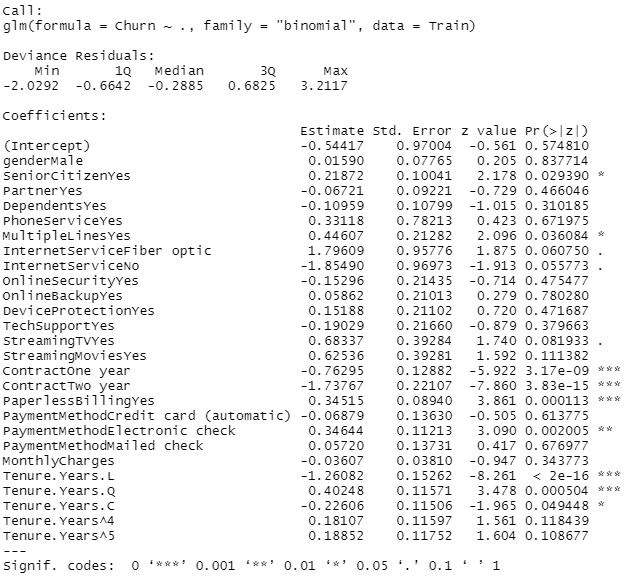 Call:
glm(formula = Churn ~ ., family = "binomial", data = Train)
Deviance Residuals:
Min 1Q Median 3Q Max
-2.0292 -0.6642 -0.2885 0.6825 3.2117
Coefficients:
Estimate Std. Error z value Pr(>|z|)
(Intercept) -0.54417 0.97004 -0.561 0.574810
genderMale 0.01590 0.07765 0.205 0.837714
SeniorCitizenYes 0.21872 0.10041 2.178 0.029390 *
PartnerYes -0.06721 0.09221 -0.729 0.466046
DependentsYes -0.10959 0.10799 -1.015 0.310185
PhoneServiceYes 0.33118 0.78213 0.423 0.671975
MultipleLinesYes 0.44607 0.21282 2.096 0.036084 *
InternetServiceFiber optic 1.79609 0.95776 1.875 0.060750 .
InternetServiceNo -1.85490 0.96973 -1.913 0.055773 .
OnlineSecurityYes -0.15296 0.21435 -0.714 0.475477
OnlineBackupYes 0.05862 0.21013 0.279 0.780280
DeviceProtectionYes 0.15188 0.21102 0.720 0.471687
TechSupportYes -0.19029 0.21660 -0.879 0.379663
StreamingTVYes 0.68337 0.39284 1.740 0.081933 .
StreamingMoviesYes 0.62536 0.39281 1.592 0.111382
ContractOne year -0.76295 0.12882 -5.922 3.17e-09 ***
ContractTwo year -1.73767 0.22107 -7.860 3.83e-15 ***
PaperlessBillingYes 0.34515 0.08940 3.861 0.000113 ***
PaymentMethodCredit card (automatic) -0.06879 0.13630 -0.505 0.613775
PaymentMethodElectronic check 0.34644 0.11213 3.090 0.002005 **
PaymentMethodMailed check 0.05720 0.13731 0.417 0.676977
MonthlyCharges -0.03607 0.03810 -0.947 0.343773
Tenure.Years.L -1.26082 0.15262 -8.261 < 2e-16 ***
Tenure.Years.Q 0.40248 0.11571 3.478 0.000504 ***
Tenure.Years.C -0.22606 0.11506 -1.965 0.049448 *
Tenure.Years^4 0.18107 0.11597 1.561 0.118439
Tenure.Years^5 0.18852 0.11752 1.604 0.108677
---
Signif. codes: 0 ‘***’ 0.001 ‘**’ 0.01 ‘*’ 0.05 ‘.’ 0.1 ‘ ’ 1